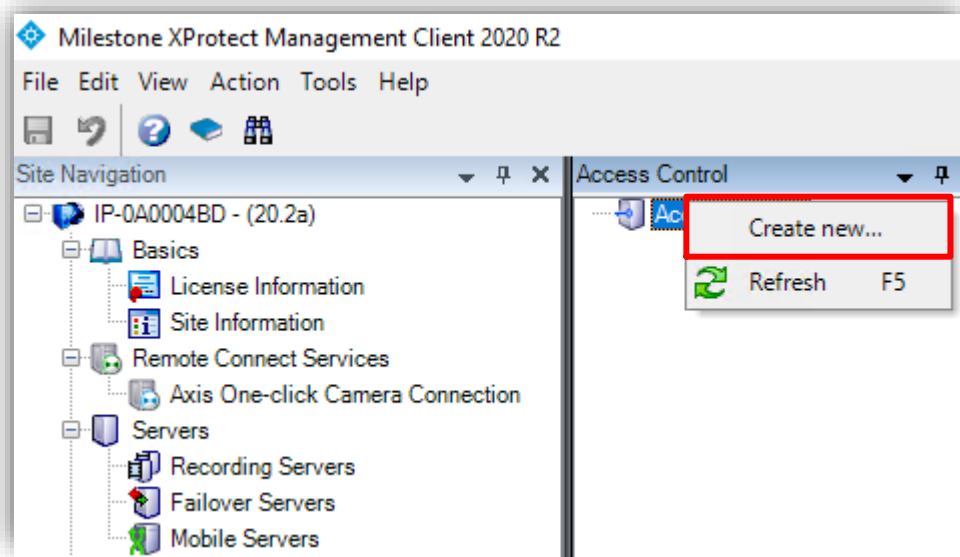 Milestone XProtect Management Client 2020 R2
File Edit View Action Tools Help
Site Navigation
IP-0A0004BD - (20.2a)
Basics
License Information
Site Information
Remote Connect Services
Axis One-click Camera Connection
Servers
Recording Servers
Failover Servers
Mobile Servers
Access Control
Create new...
Refresh F5